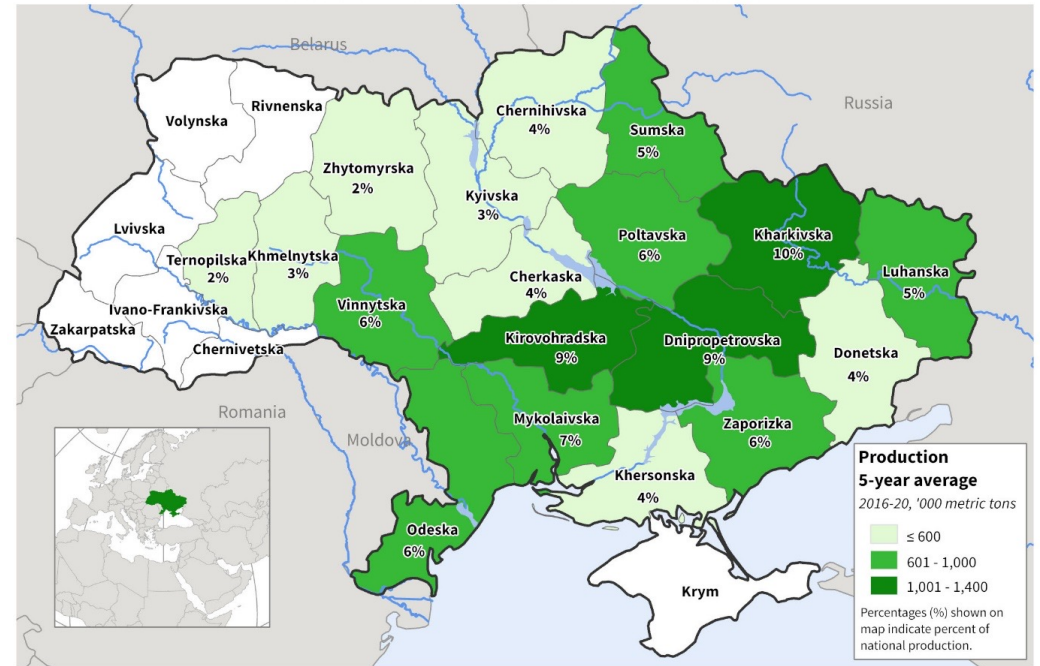 Belarus
Russia
Volynska
Rivnenska
Chernihivska
4%
Sumska
5%
Zhytomyrska
2%
Kyivska
3%
Lvivska
Ternopilska
2%
Khmelnytska
3%
Poltavska
6%
Kharkivska
10%
Luhanska
5%
Cherkaska
4%
Vinnytska
6%
Ivano-Frankivska
Zakarpatska
Chernivetska
Kirovohradska
9%
Dnipropetrovska
9%
Donetska
4%
Romania
Moldova
Mykolaivska
7%
Zaporizka
6%
Khersonska
4%
Odeska
6%
Krym
Production
5-year average
2016-20, '000 metric tons
≤ 600
601 - 1,000
1,001 - 1,400
Percentages (%) shown on
map indicate percent of
national production.